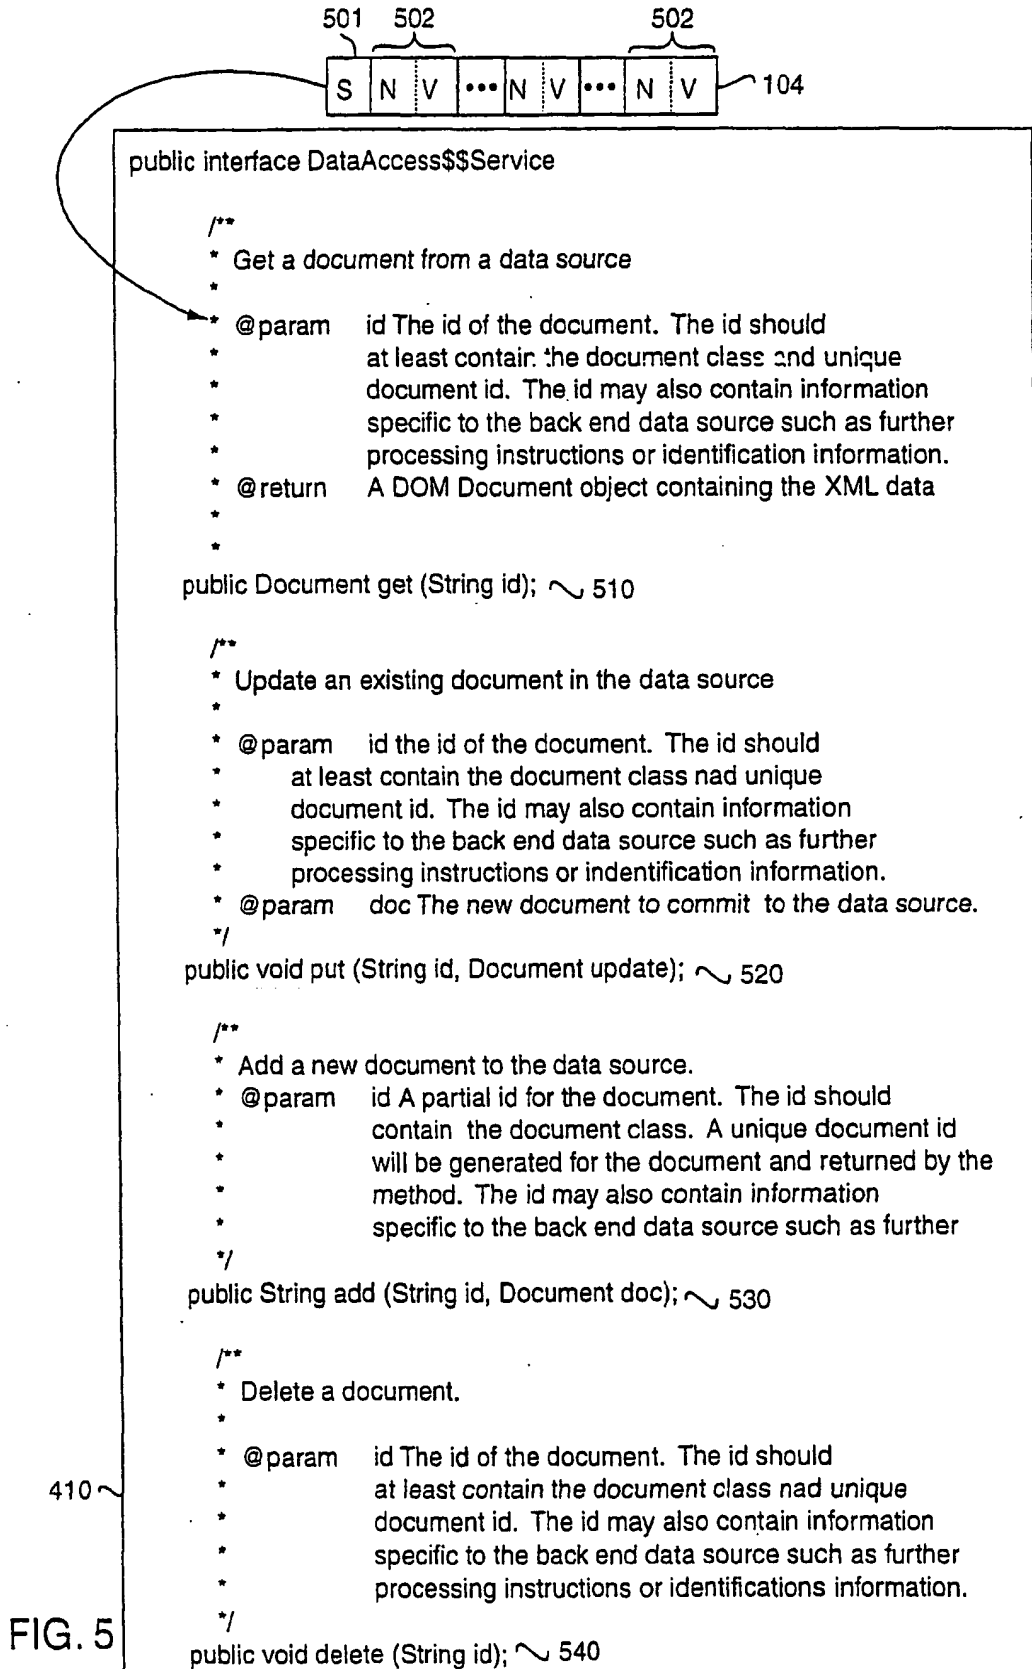 501 502 502
S N V ••• N V ••• N V 104
public interface DataAccess$$Service
/**
* Get a document from a data source
*
* @param id The id of the document. The id should
* at least contain the document class and unique
* document id. The id may also contain information
* specific to the back end data source such as further
* processing instructions or identification information.
* @return A DOM Document object containing the XML data
*
*
public Document get (String id); 510
/**
* Update an existing document in the data source
*
* @param id the id of the document. The id should
* at least contain the document class nad unique
* document id. The id may also contain information
* specific to the back end data source such as further
* processing instructions or indentification information.
* @param doc The new document to commit to the data source.
*/
public void put (String id, Document update); 520
/**
* Add a new document to the data source.
* @param id A partial id for the document. The id should
* contain the document class. A unique document id
* will be generated for the document and returned by the
* method. The id may also contain information
* specific to the back end data source such as further
*/
public String add (String id, Document doc); 530
/**
* Delete a document.
*
* @param id The id of the document. The id should
410 * at least contain the document class nad unique
* document id. The id may also contain information
* specific to the back end data source such as further
* processing instructions or identifications information.
*/
FIG. 5
public void delete (String id); 540